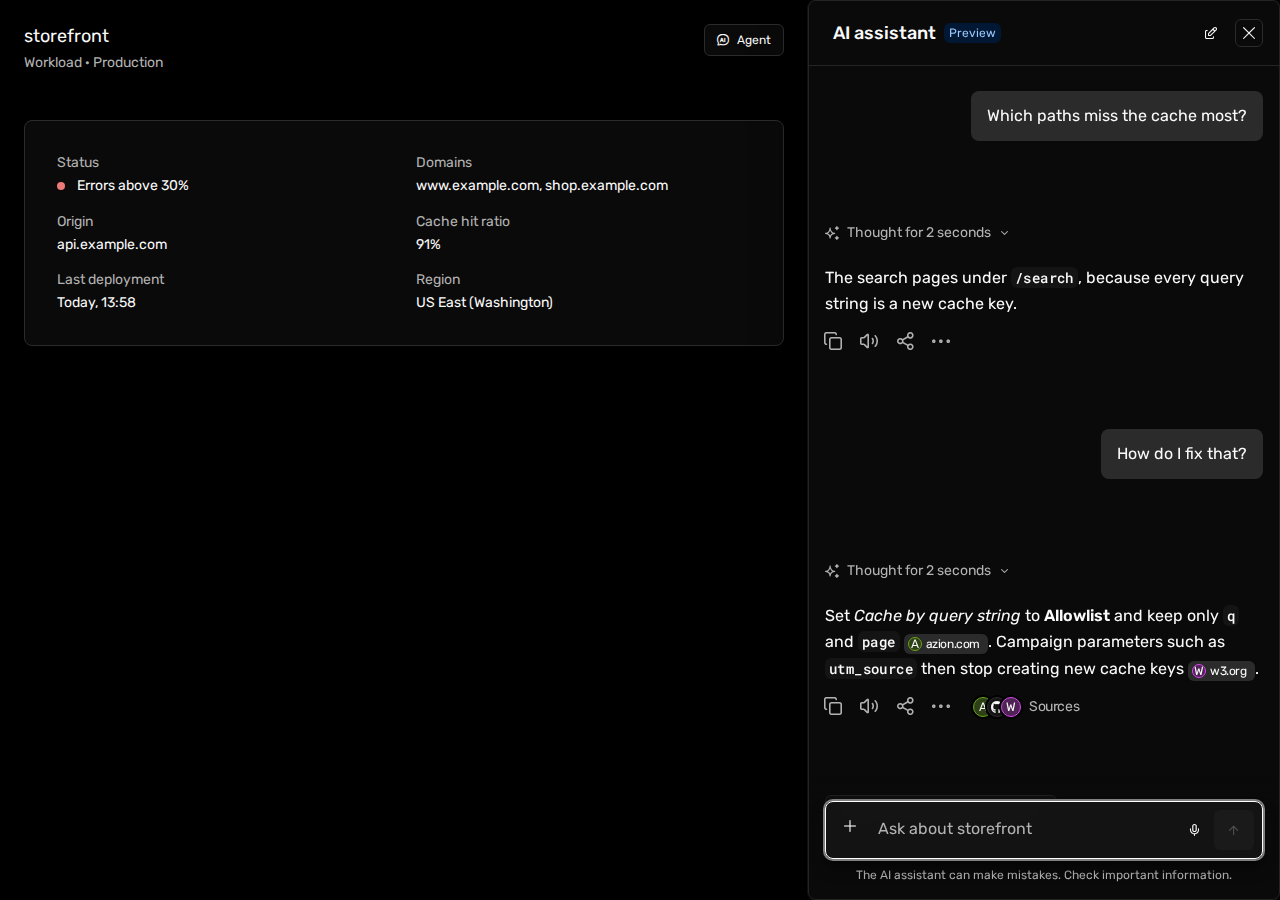 storefront
Workload • Production
Agent
Status
Errors above 30%
Domains
www.example.com, shop.example.com
Origin
api.example.com
Cache hit ratio
91%
Last deployment
Today, 13:58
Region
US East (Washington)
AI assistant
Preview
Which paths miss the cache most?
Thought for 2 seconds
The search pages under /search, because every query
string is a new cache key.
How do I fix that?
Thought for 2 seconds
Set Cache by query string to Allowlist and keep only q
and page A azion.com. Campaign parameters such as
utm_source then stop creating new cache keys W w3.org.
A W Sources
Ask about storefront
The AI assistant can make mistakes. Check important information.